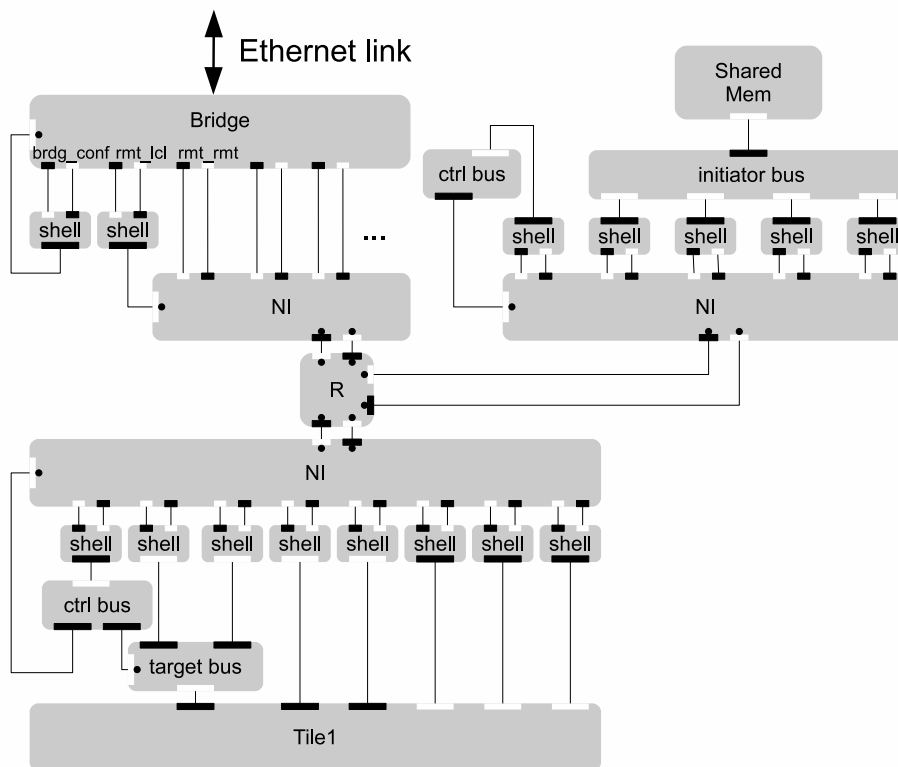 Ethernet link
Shared
Mem
Bridge
brdg_conf rmt_lcl rmt_rmt
ctrl bus
initiator bus
shell
shell
shell
shell
shell
shell
shell
...
NI
NI
R
NI
shell
shell
shell
shell
shell
shell
shell
shell
ctrl bus
target bus
Tile1